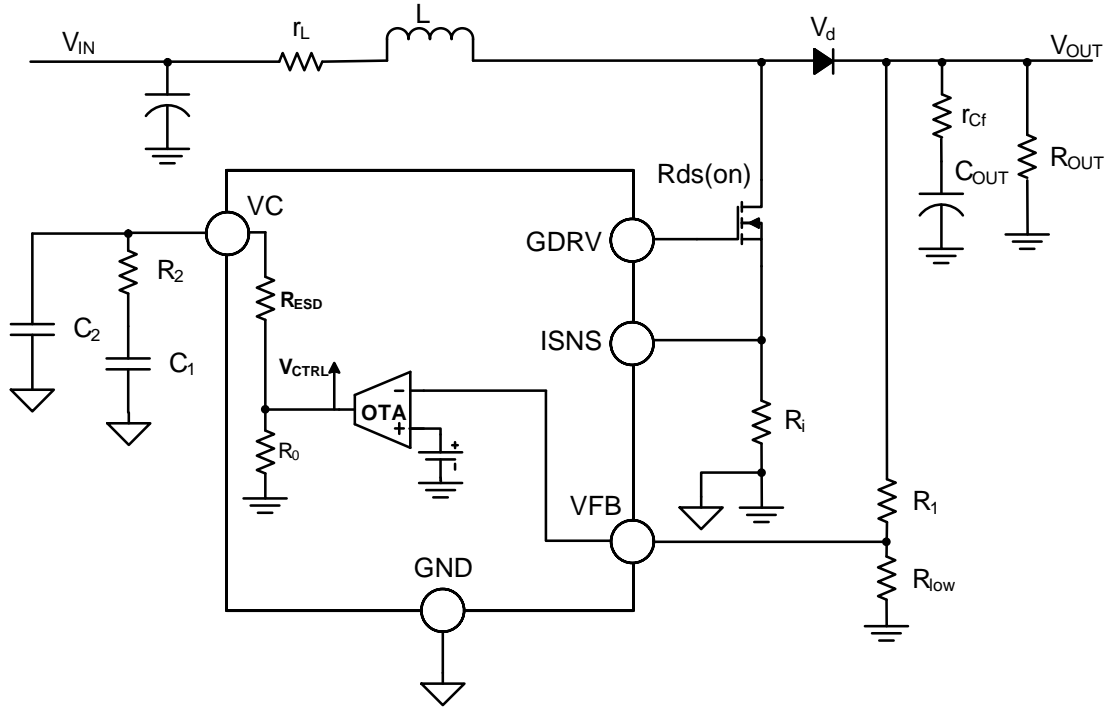 L
r_L
V_IN
V_d
V_OUT
r_Cf
C_OUT
R_OUT
Rds(on)
VC
GDRV
R_2
R_ESD
C_2
C_1
ISNS
V_CTRL
OTA
-
+
+
-
R_0
R_i
VFB
R_1
GND
R_low